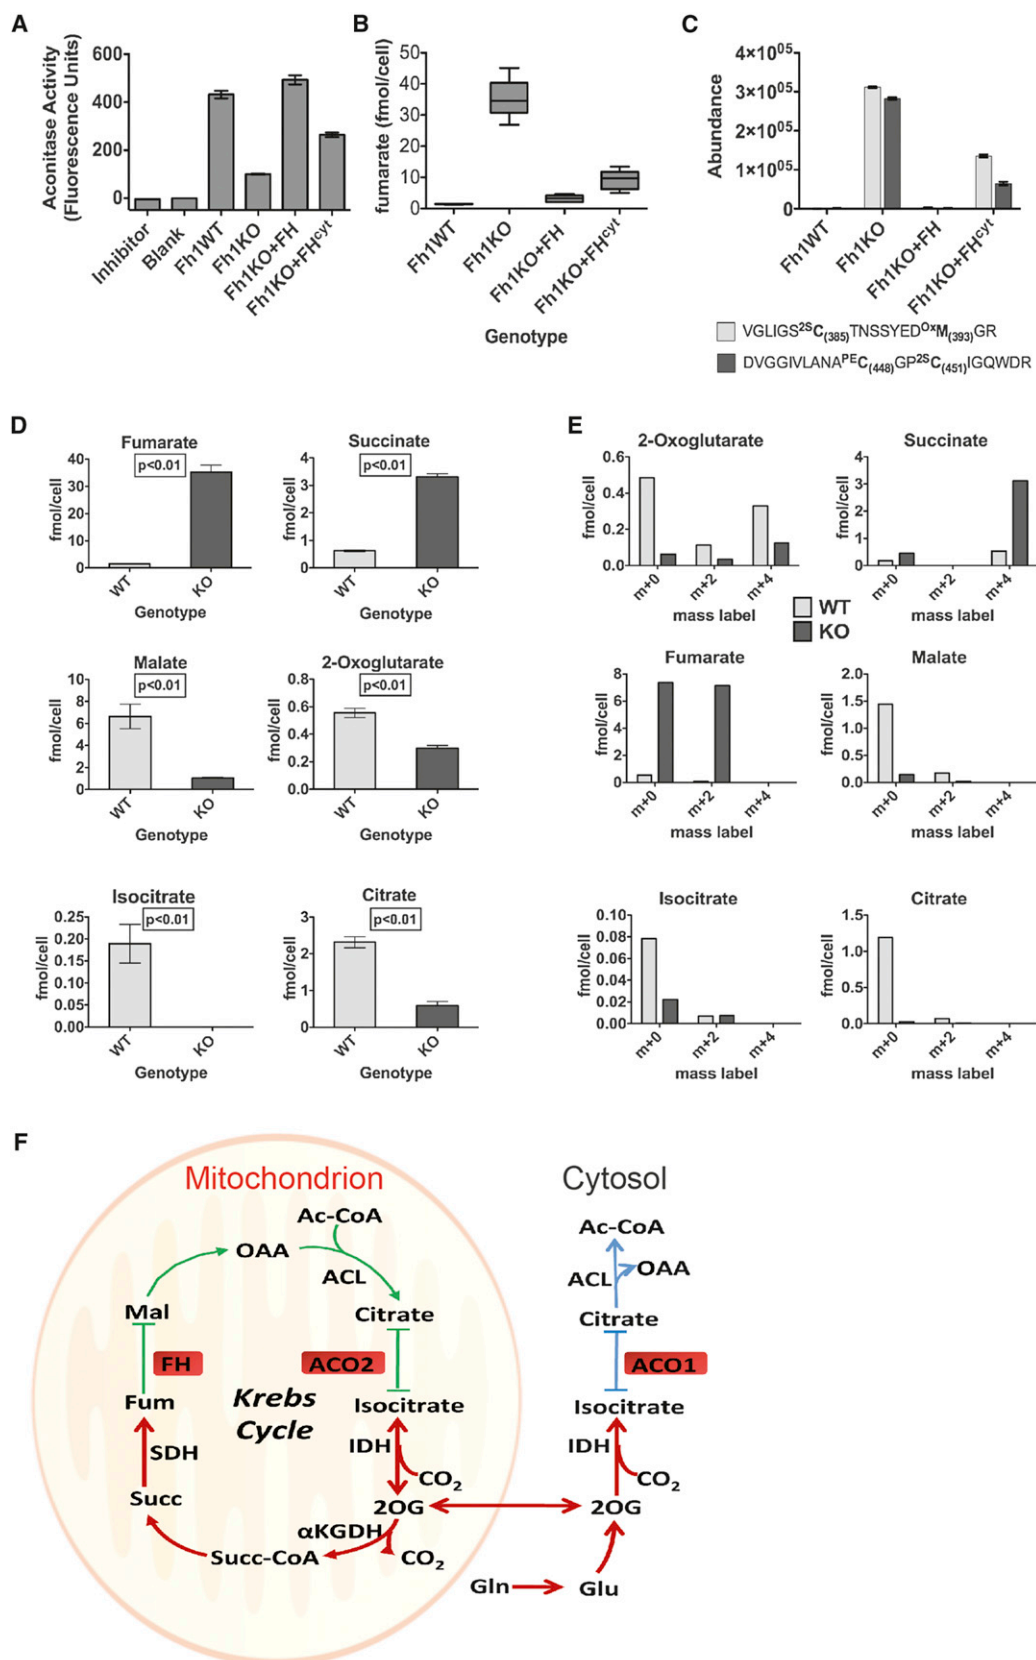 A
Aconitase Activity
(Fluorescence Units)
600
400
200
0
Inhibitor
Blank
Fh1WT
Fh1KO
Fh1KO+FH
Fh1KO+FHcyt
B
fumarate (fmol/cell)
50
40
30
20
10
0
Fh1WT
Fh1KO
Fh1KO+FH
Fh1KO+FHcyt
Genotype
C
Abundance
4×10⁰⁵
3×10⁰⁵
2×10⁰⁵
1×10⁰⁵
0
Fh1WT
Fh1KO
Fh1KO+FH
Fh1KO+FHcyt
VGLIGS²ˢC₍₃₈₅₎TNSSYEDᴼˣM₍₃₉₃₎GR
DVGGIVLANAᴾᴱC₍₄₄₈₎GP²ˢC₍₄₅₁₎IGQWDR
D
Fumarate
p<0.01
fmol/cell
40
30
20
10
0
WT
KO
Genotype
Succinate
p<0.01
fmol/cell
4
3
2
1
0
WT
KO
Genotype
Malate
p<0.01
fmol/cell
10
8
6
4
2
0
WT
KO
Genotype
2-Oxoglutarate
p<0.01
fmol/cell
0.8
0.6
0.4
0.2
0.0
WT
KO
Genotype
Isocitrate
p<0.01
fmol/cell
0.25
0.20
0.15
0.10
0.05
0.00
WT
KO
Genotype
Citrate
p<0.01
fmol/cell
3
2
1
0
WT
KO
Genotype
E
2-Oxoglutarate
fmol/cell
0.6
0.4
0.2
0.0
m+0
m+2
m+4
mass label
Succinate
fmol/cell
4
3
2
1
0
m+0
m+2
m+4
mass label
WT
KO
Fumarate
fmol/cell
8
6
4
2
0
m+0
m+2
m+4
mass label
Malate
fmol/cell
2.0
1.5
1.0
0.5
0.0
m+0
m+2
m+4
mass label
Isocitrate
fmol/cell
0.10
0.08
0.06
0.04
0.02
0.00
m+0
m+2
m+4
mass label
Citrate
fmol/cell
1.5
1.0
0.5
0.0
m+0
m+2
m+4
mass label
F
Mitochondrion
Cytosol
Ac-CoA
OAA
ACL
Mal
Citrate
FH
ACO2
Fum
Krebs
Cycle
Isocitrate
SDH
IDH
CO₂
Succ
2OG
αKGDH
Succ-CoA
CO₂
Ac-CoA
ACL
OAA
Citrate
ACO1
Isocitrate
IDH
CO₂
2OG
Gln
Glu